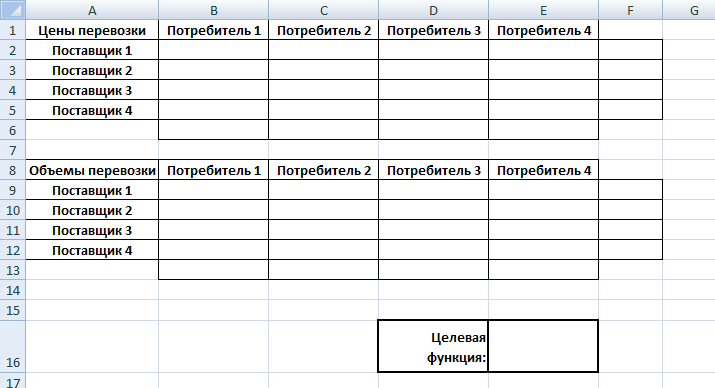 A B C D E F G
1 Цены перевозки Потребитель 1 Потребитель 2 Потребитель 3 Потребитель 4
2 Поставщик 1
3 Поставщик 2
4 Поставщик 3
5 Поставщик 4
6
7
8 Объемы перевозки Потребитель 1 Потребитель 2 Потребитель 3 Потребитель 4
9 Поставщик 1
10 Поставщик 2
11 Поставщик 3
12 Поставщик 4
13
14
15
Целевая
16 функция:
17